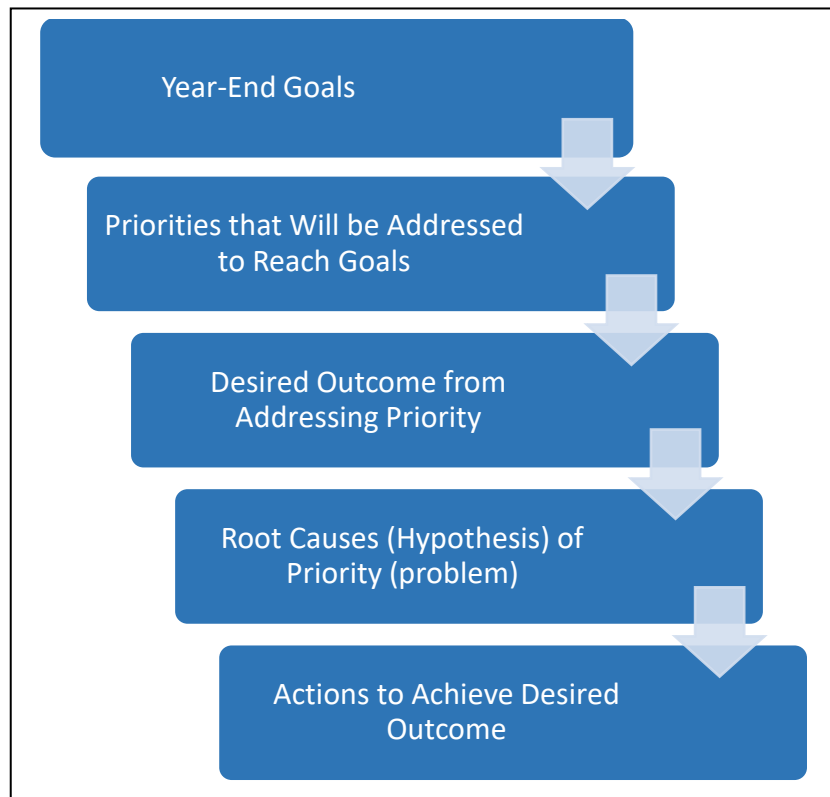 Year-End Goals
Priorities that Will be Addressed
to Reach Goals
Desired Outcome from
Addressing Priority
Root Causes (Hypothesis) of
Priority (problem)
Actions to Achieve Desired
Outcome